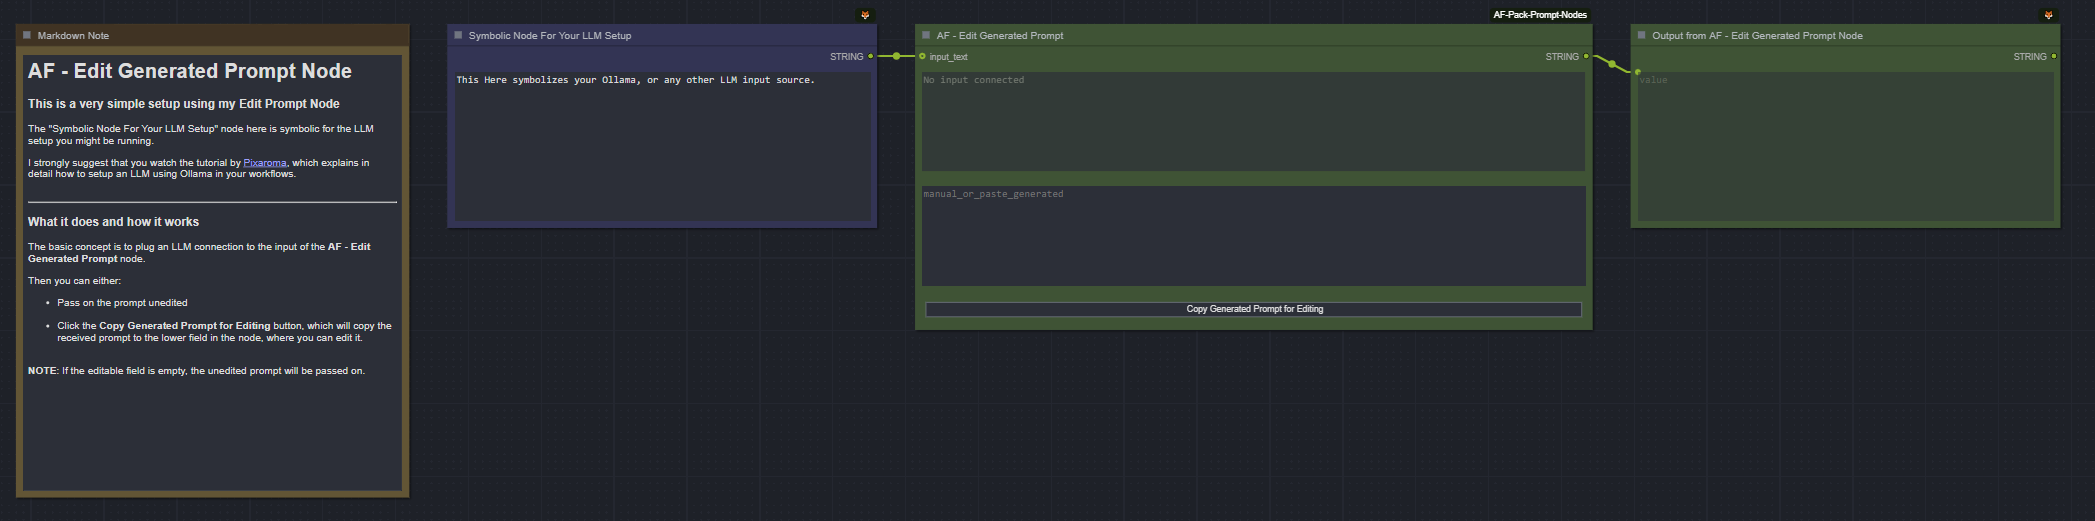 Markdown Note
AF - Edit Generated Prompt Node
This is a very simple setup using my Edit Prompt Node
The "Symbolic Node For Your LLM Setup" node here is symbolic for the LLM
setup you might be running.
I strongly suggest that you watch the tutorial by Pixaroma, which explains in
detail how to setup an LLM using Ollama in your workflows.
What it does and how it works
The basic concept is to plug an LLM connection to the input of the AF - Edit
Generated Prompt node.
Then you can either:
• Pass on the prompt unedited
• Click the Copy Generated Prompt for Editing button, which will copy the
received prompt to the lower field in the node, where you can edit it.
NOTE: If the editable field is empty, the unedited prompt will be passed on.
Symbolic Node For Your LLM Setup
STRING
This Here symbolizes your Ollama, or any other LLM input source.
AF-Pack-Prompt-Nodes
AF - Edit Generated Prompt
input_text
STRING
No input connected
manual_or_paste_generated
Copy Generated Prompt for Editing
Output from AF - Edit Generated Prompt Node
STRING
value